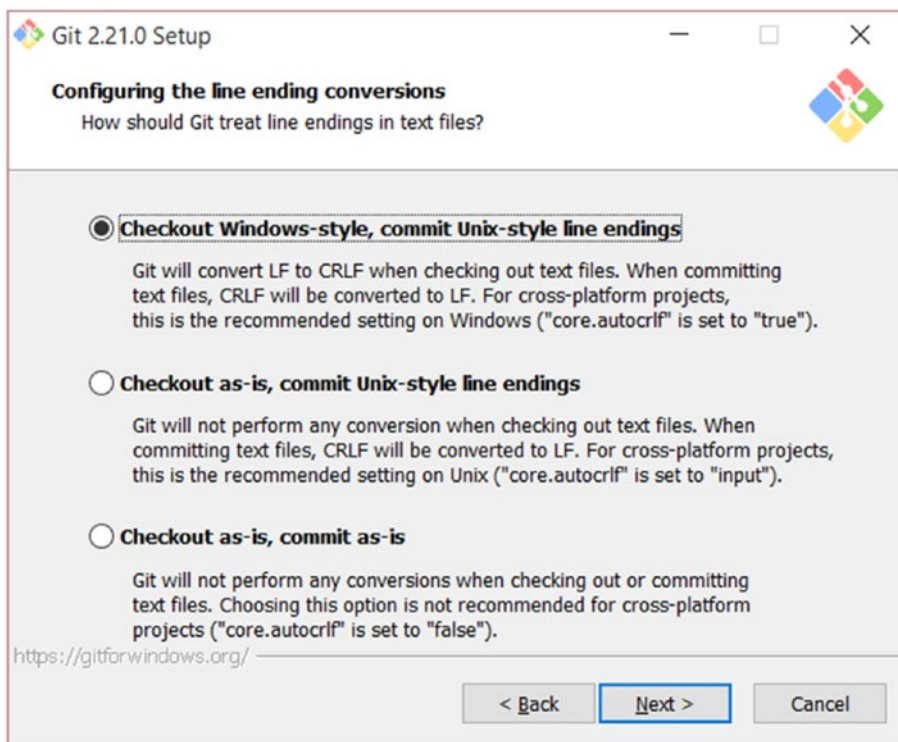 Git 2.21.0 Setup
Configuring the line ending conversions
How should Git treat line endings in text files?
Checkout Windows-style, commit Unix-style line endings
Git will convert LF to CRLF when checking out text files. When committing
text files, CRLF will be converted to LF. For cross-platform projects,
this is the recommended setting on Windows ("core.autocrlf" is set to "true").
Checkout as-is, commit Unix-style line endings
Git will not perform any conversion when checking out text files. When
committing text files, CRLF will be converted to LF. For cross-platform projects,
this is the recommended setting on Unix ("core.autocrlf" is set to "input").
Checkout as-is, commit as-is
Git will not perform any conversions when checking out or committing
text files. Choosing this option is not recommended for cross-platform
projects ("core.autocrlf" is set to "false").
https://gitforwindows.org/
< Back Next > Cancel